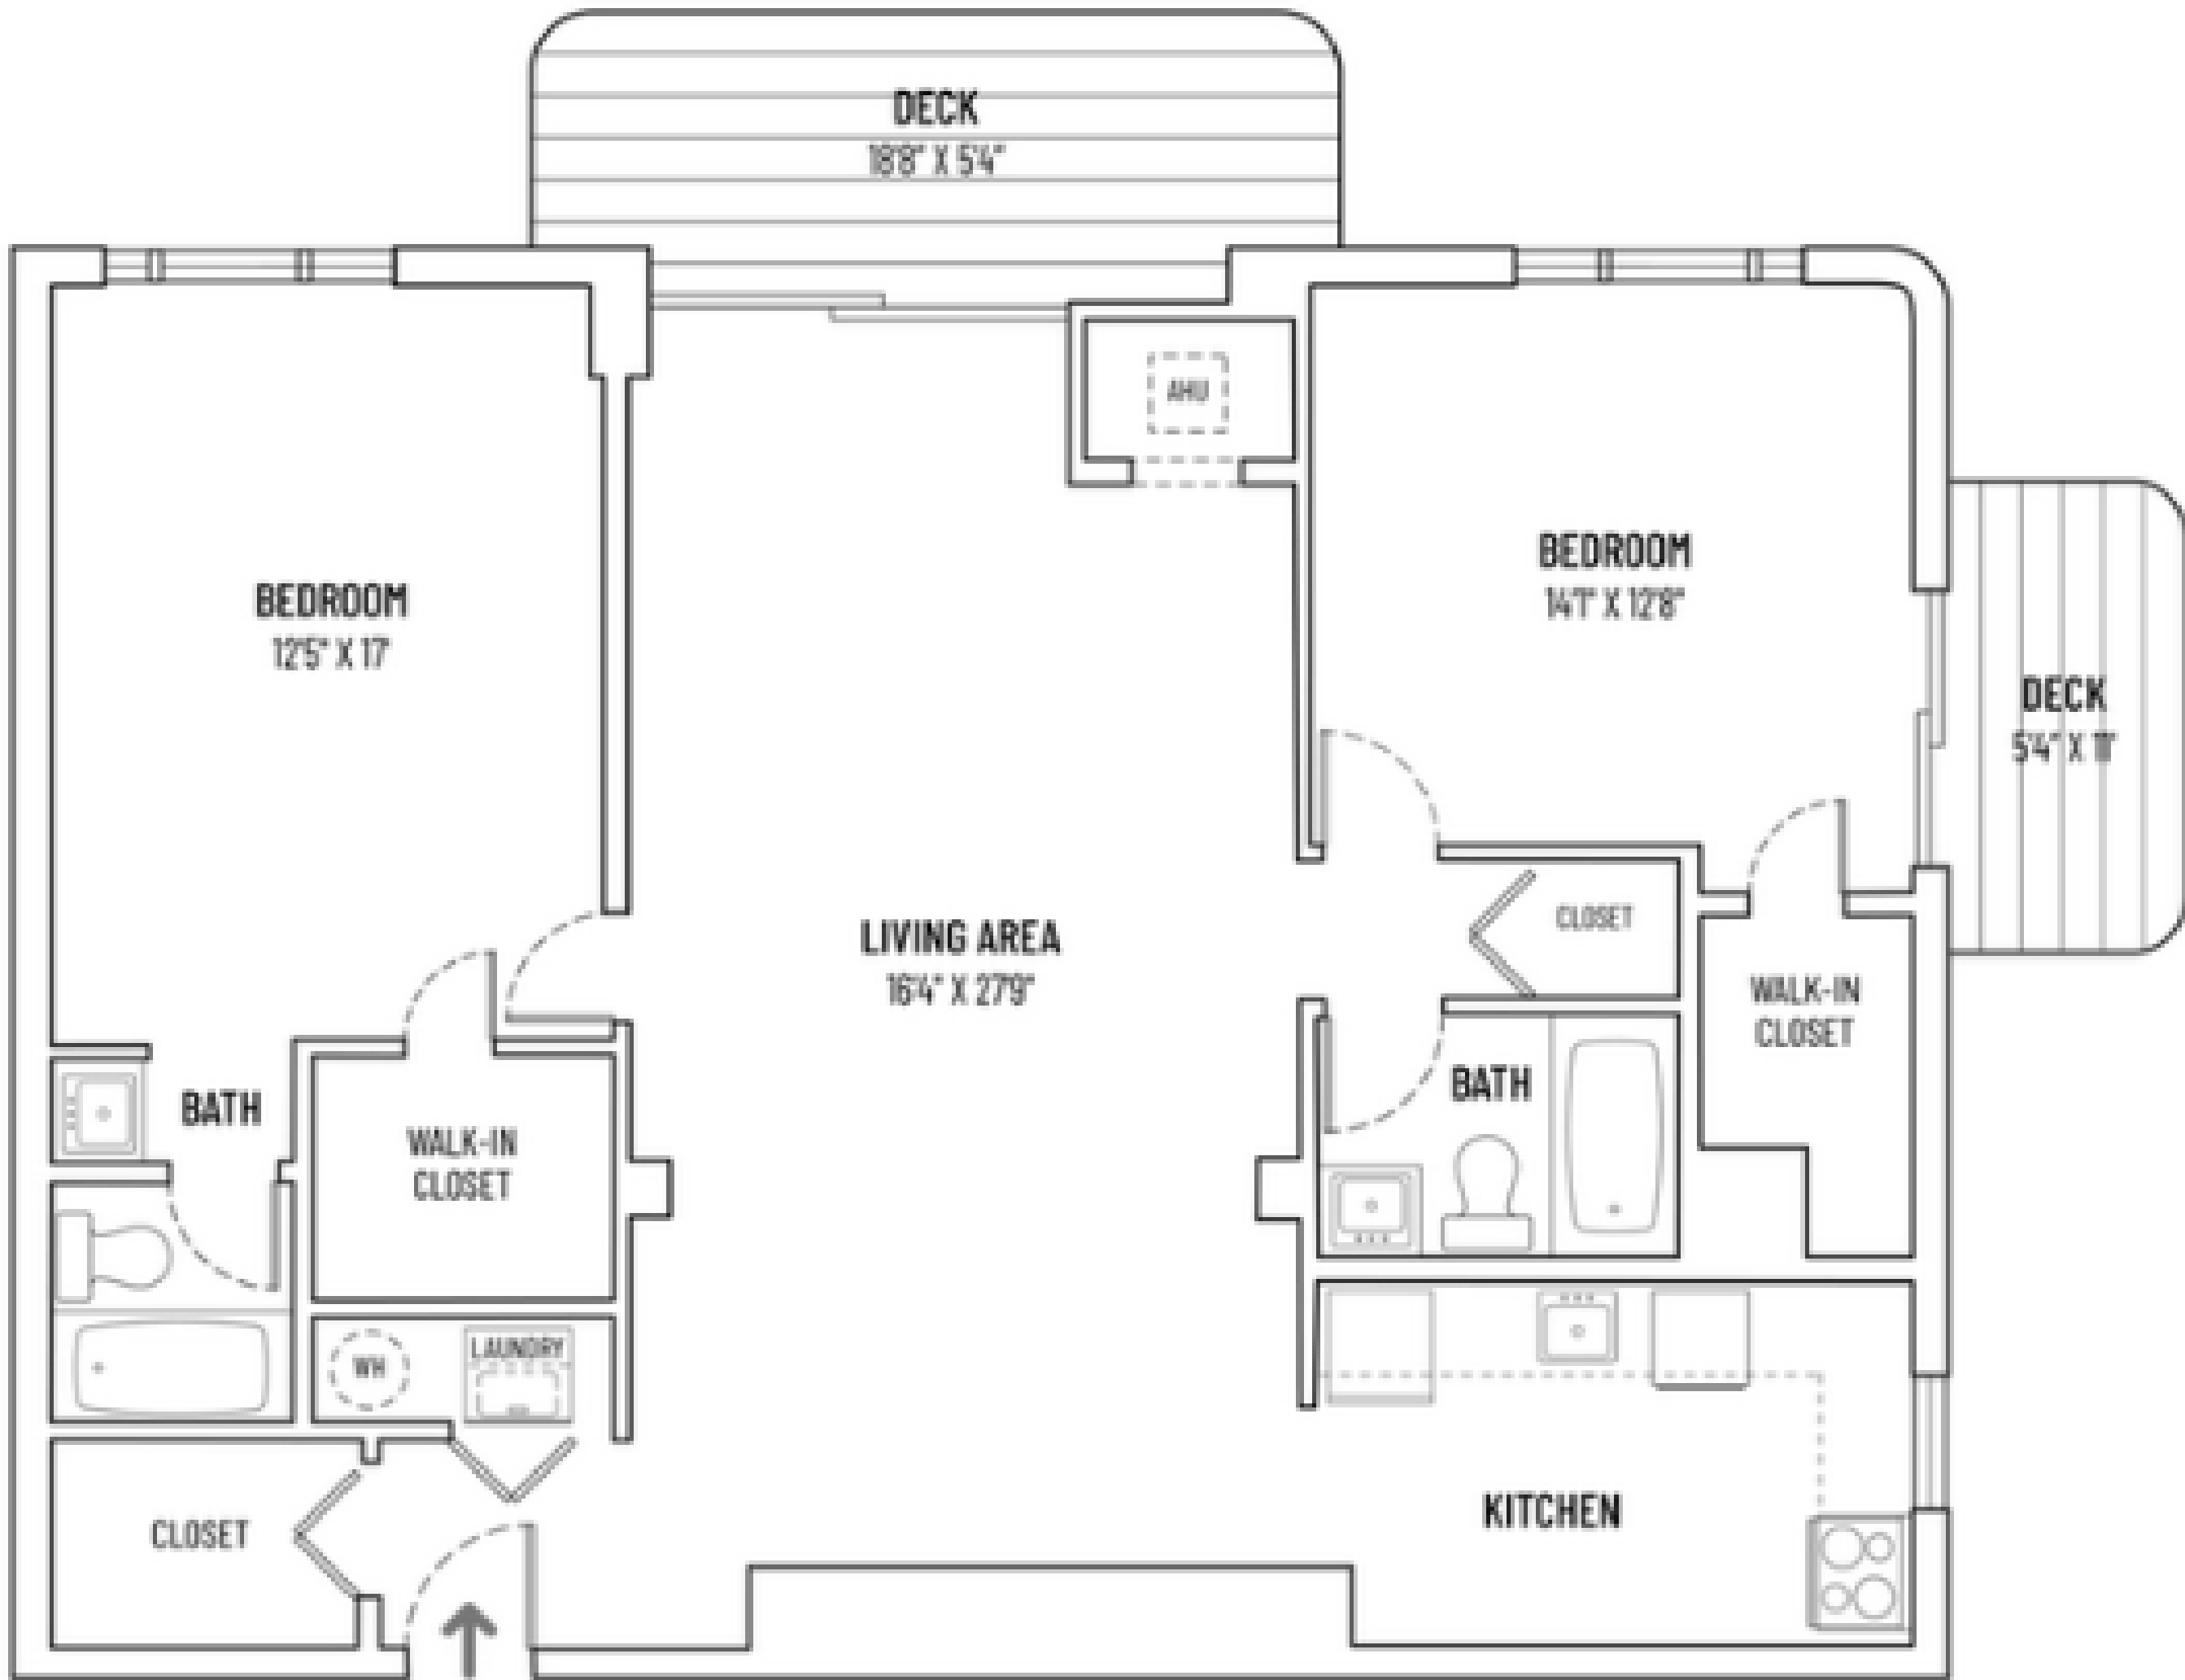 DECK
18'8" X 5'4"
AHU
BEDROOM
12'5" X 17'
BEDROOM
14'1" X 12'8"
DECK
5'4" X 11'
LIVING AREA
16'4" X 27'9"
CLOSET
WALK-IN
CLOSET
BATH
BATH
WALK-IN
CLOSET
WH
LAUNDRY
CLOSET
KITCHEN